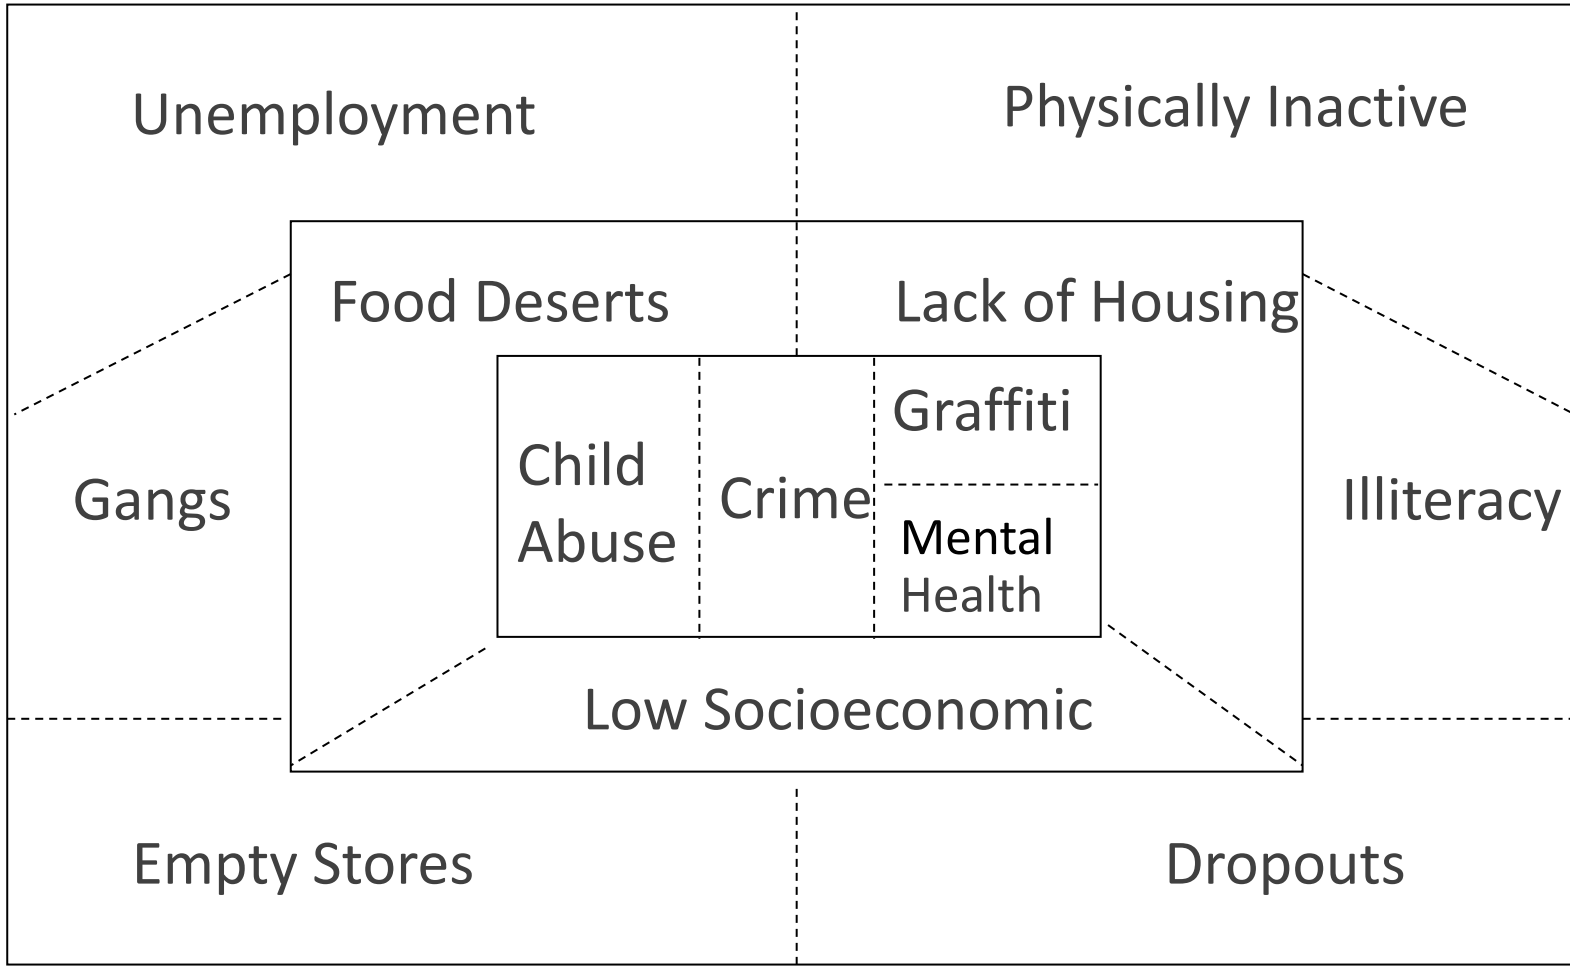 Unemployment
Physically Inactive
Food Deserts
Lack of Housing
Gangs
Child
Abuse
Crime
Graffiti
Mental
Health
Illiteracy
Low Socioeconomic
Empty Stores
Dropouts